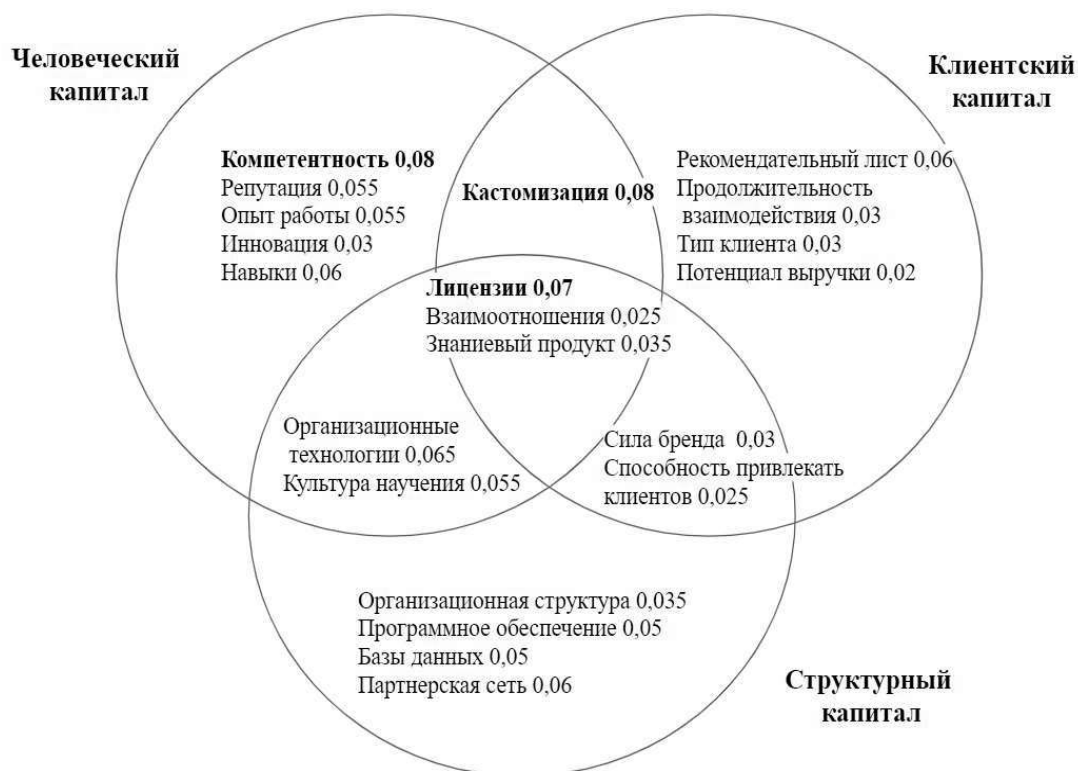 Человеческий
капитал
Клиентский
капитал
Компетентность 0,08
Репутация 0,055
Опыт работы 0,055
Инновация 0,03
Навыки 0,06
Кастомизация 0,08
Рекомендательный лист 0,06
Продолжительность
взаимодействия 0,03
Тип клиента 0,03
Потенциал выручки 0,02
Лицензии 0,07
Взаимоотношения 0,025
Знаниевый продукт 0,035
Организационные
технологии 0,065
Культура научения 0,055
Сила бренда 0,03
Способность привлекать
клиентов 0,025
Организационная структура 0,035
Программное обеспечение 0,05
Базы данных 0,05
Партнерская сеть 0,06
Структурный
капитал